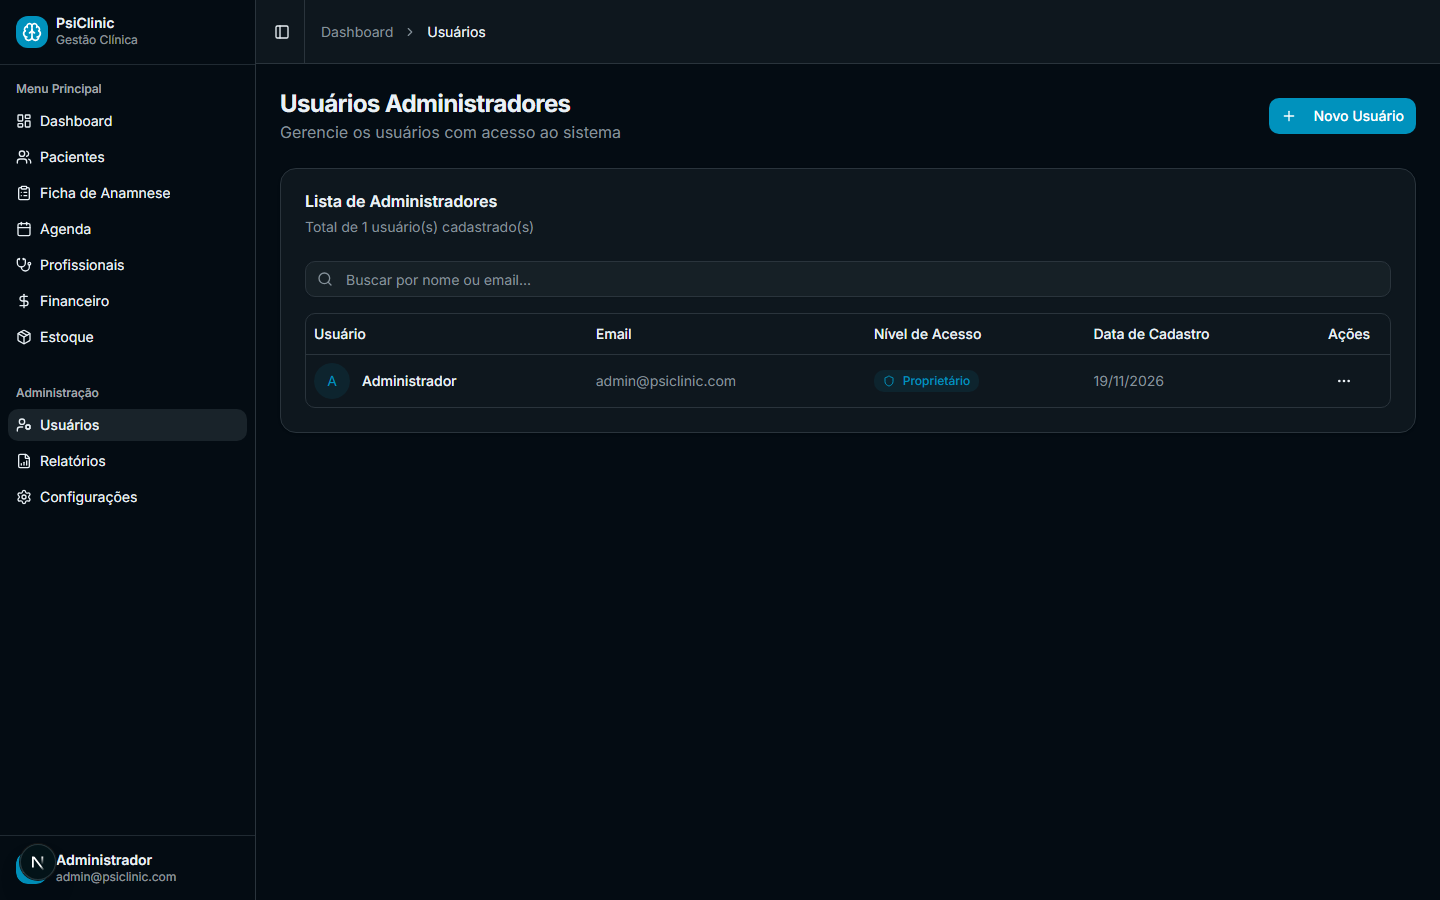 PsiClinic
Gestão Clínica
Menu Principal
Dashboard
Pacientes
Ficha de Anamnese
Agenda
Profissionais
Financeiro
Estoque
Administração
Usuários
Relatórios
Configurações
N
Administrador
admin@psiclinic.com
Dashboard > Usuários
Usuários Administradores
Gerencie os usuários com acesso ao sistema
+ Novo Usuário
Lista de Administradores
Total de 1 usuário(s) cadastrado(s)
Buscar por nome ou email...
Usuário Email Nível de Acesso Data de Cadastro Ações
A Administrador admin@psiclinic.com Proprietário 19/11/2026 ...